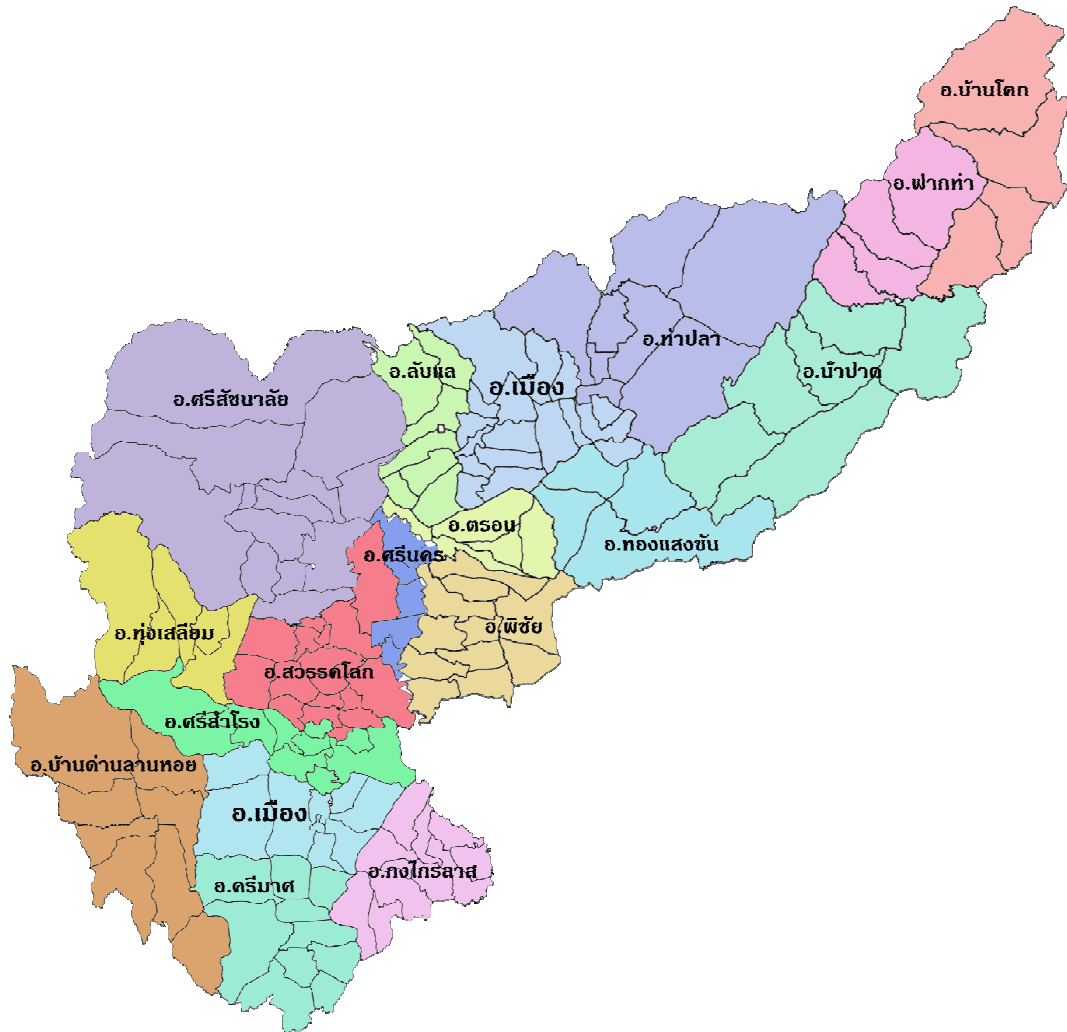 อ.บ้านโคก
อ.ฟากท่า
อ.ท่าปลา
อ.น้ำปาด
อ.ลับแล
อ.เมือง
อ.ศรีสัชนาลัย
อ.ตรอน
อ.ทองแสงขัน
อ.ศรีนคร
อ.พิชัย
อ.ทุ่งเสลี่ยม
อ.สวรรคโลก
อ.ศรีสำโรง
อ.บ้านด่านลานหอย
อ.เมือง
อ.กงไกรลาส
อ.คีรีมาศ